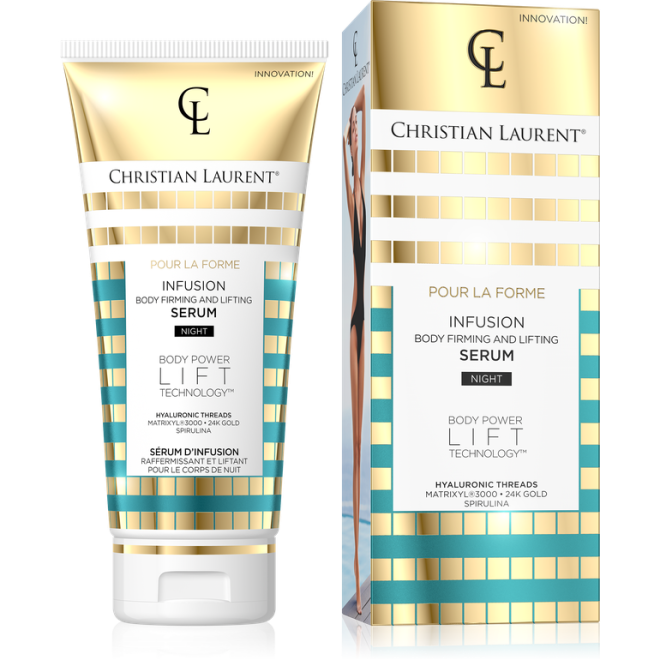 INNOVATION!
CL
CHRISTIAN LAURENT®
POUR LA FORME
INFUSION
BODY FIRMING AND LIFTING
SERUM
NIGHT
BODY POWER
LIFT
TECHNOLOGY™
HYALURONIC THREADS
MATRIXYL®3000 • 24K GOLD
SPIRULINA
SÉRUM D'INFUSION
RAFFERMISSANT ET LIFTANT
POUR LE CORPS DE NUIT
INNOVATION!
CL
CHRISTIAN LAURENT®
POUR LA FORME
INFUSION
BODY FIRMING AND LIFTING
SERUM
NIGHT
BODY POWER
LIFT
TECHNOLOGY™
HYALURONIC THREADS
MATRIXYL®3000 • 24K GOLD
SPIRULINA